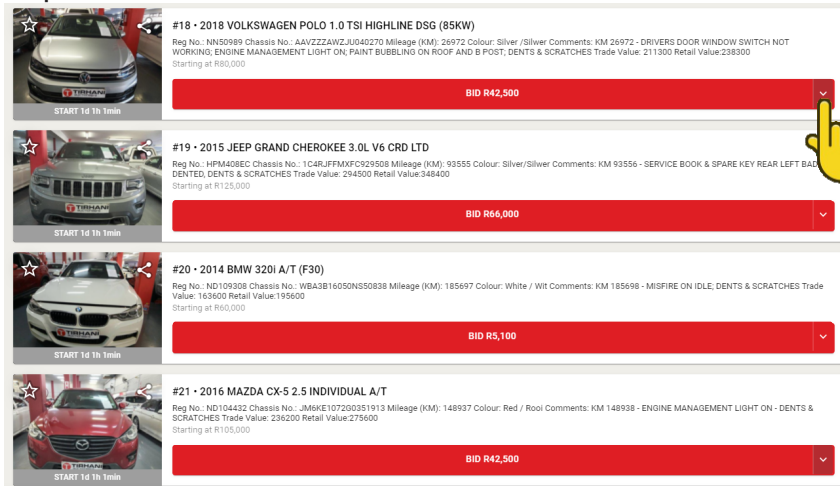 #18 • 2018 VOLKSWAGEN POLO 1.0 TSI HIGHLINE DSG (85KW)
Reg No.: NN50989 Chassis No.: AAVZZZAWZJU040270 Mileage (KM): 26972 Colour: Silver /Silwer Comments: KM 26972 - DRIVERS DOOR WINDOW SWITCH NOT
WORKING; ENGINE MANAGEMENT LIGHT ON; PAINT BUBBLING ON ROOF AND B POST; DENTS & SCRATCHES Trade Value: 211300 Retail Value:238300
Starting at R80,000
BID R42,500
TIRHANI
START 1d 1h 1min
#19 • 2015 JEEP GRAND CHEROKEE 3.0L V6 CRD LTD
Reg No.: HPM408EC Chassis No.: 1C4RJFFMXFC929508 Mileage (KM): 93555 Colour: Silver/Silwer Comments: KM 93556 - SERVICE BOOK & SPARE KEY REAR LEFT BAD
DENTED, DENTS & SCRATCHES Trade Value: 294500 Retail Value:348400
Starting at R125,000
BID R66,000
TIRHANI
START 1d 1h 1min
#20 • 2014 BMW 320i A/T (F30)
Reg No.: ND109308 Chassis No.: WBA3B16050NS50838 Mileage (KM): 185697 Colour: White / Wit Comments: KM 185698 - MISFIRE ON IDLE; DENTS & SCRATCHES Trade
Value: 163600 Retail Value:195600
Starting at R60,000
BID R5,100
TIRHANI
START 1d 1h 1min
#21 • 2016 MAZDA CX-5 2.5 INDIVIDUAL A/T
Reg No.: ND104432 Chassis No.: JM6KE1072G0351913 Mileage (KM): 148937 Colour: Red / Rooi Comments: KM 148938 - ENGINE MANAGEMENT LIGHT ON - DENTS &
SCRATCHES Trade Value: 236200 Retail Value:275600
Starting at R105,000
BID R42,500
TIRHANI
START 1d 1h 1min